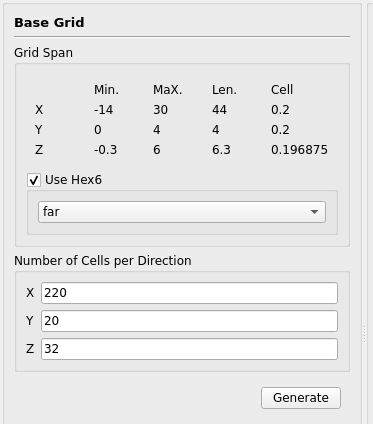 Base Grid
Grid Span
Min. MaX. Len. Cell
X -14 30 44 0.2
Y 0 4 4 0.2
Z -0.3 6 6.3 0.196875
Use Hex6
far
Number of Cells per Direction
X 220
Y 20
Z 32
Generate